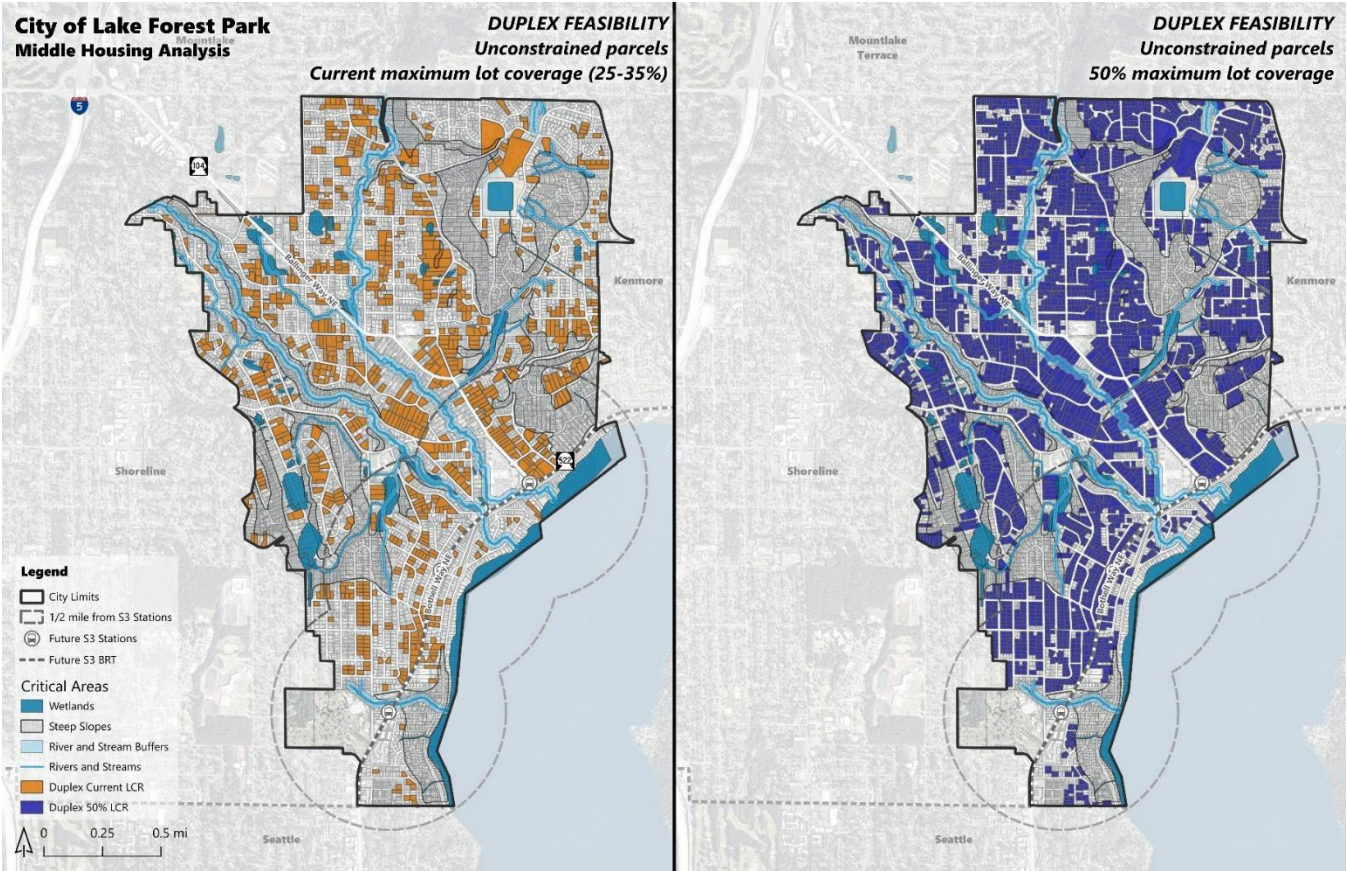 City of Lake Forest Park
Middle Housing Analysis
DUPLEX FEASIBILITY
Unconstrained parcels
Current maximum lot coverage (25-35%)
Mountlake
5
104
Ballinger Way NE
Kenmore
Shoreline
522
Bothell Way NE
Seattle
Legend
City Limits
1/2 mile from S3 Stations
Future S3 Stations
Future S3 BRT
Critical Areas
Wetlands
Steep Slopes
River and Stream Buffers
Rivers and Streams
Duplex Current LCR
Duplex 50% LCR
0 0.25 0.5 mi
DUPLEX FEASIBILITY
Unconstrained parcels
50% maximum lot coverage
Mountlake
Terrace
Ballinger Way NE
Kenmore
Shoreline
Bothell Way NE
Seattle